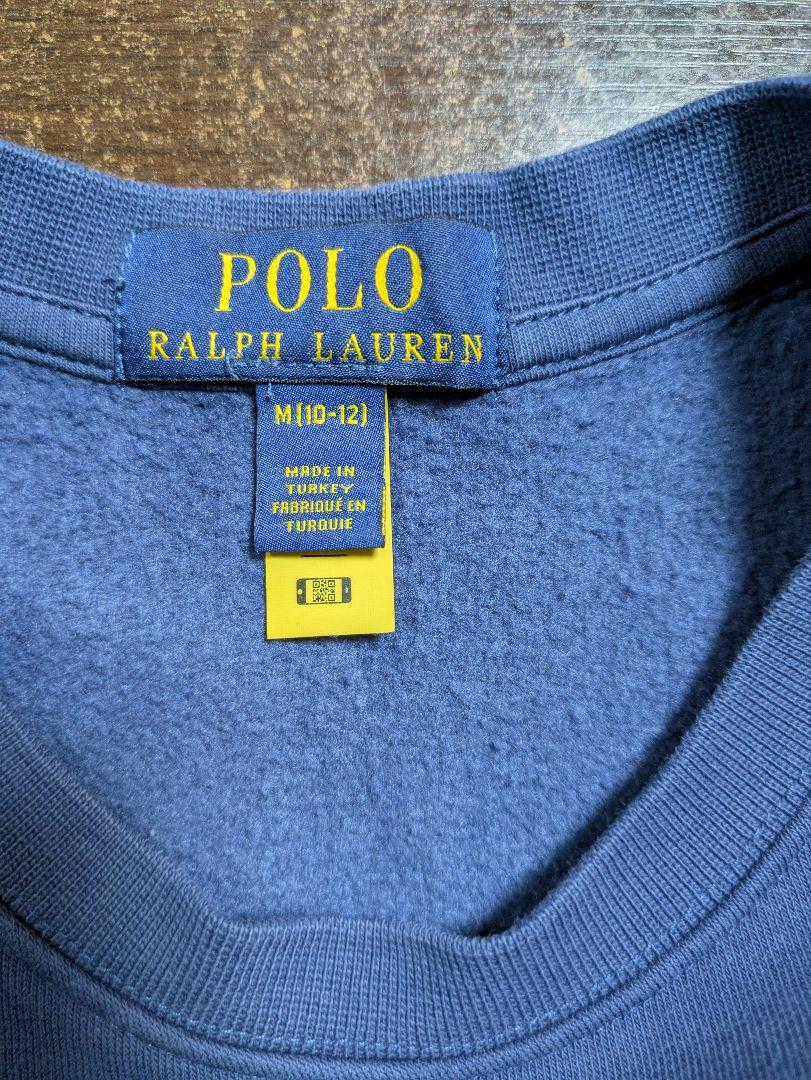 POLO
RALPH LAUREN
M(10-12)
MADE IN
TURKEY
FABRIQUÉ EN
TURQUIE